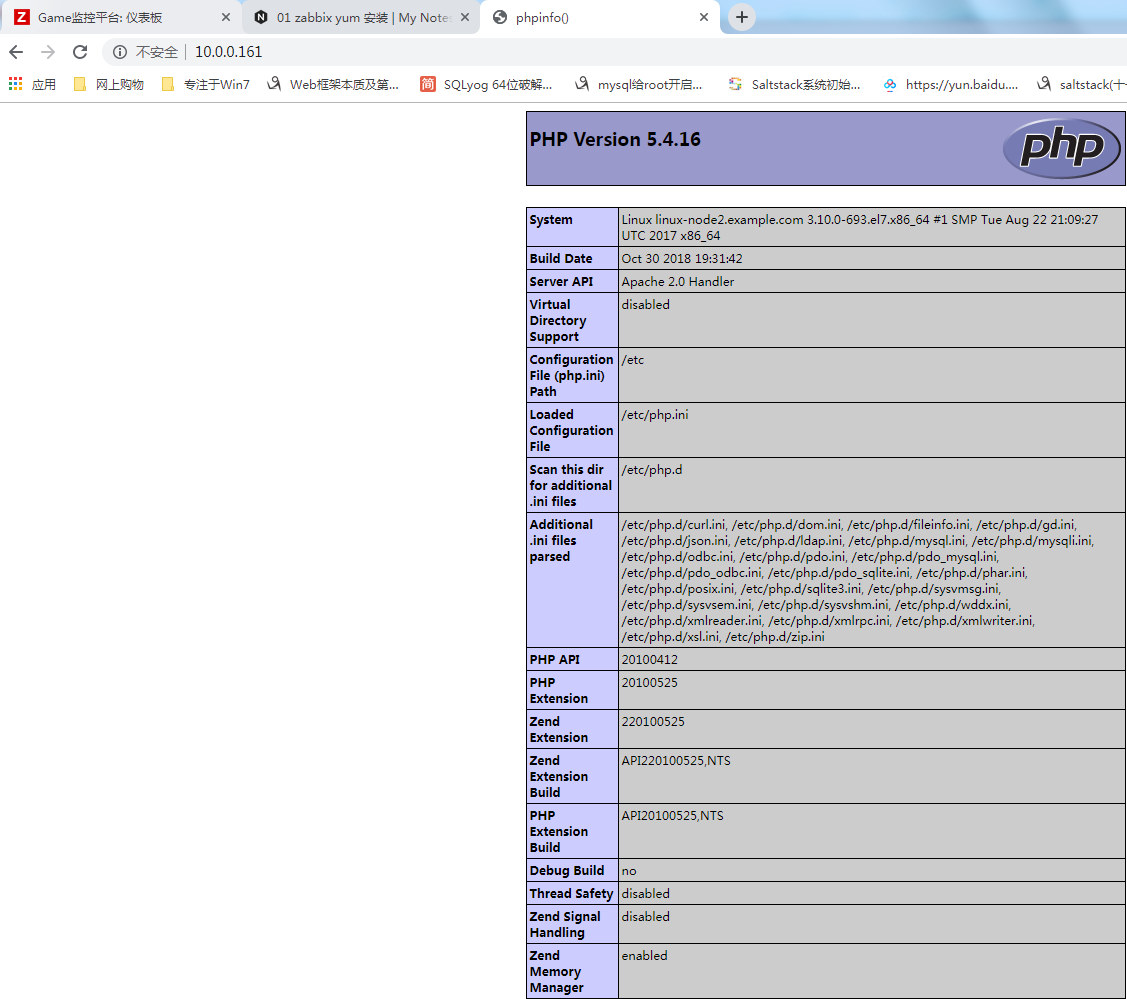 Game监控平台: 仪表板
01 zabbix yum 安装 | My Notes
phpinfo()
不安全 | 10.0.0.161
应用
网上购物
专注于Win7
Web框架本质及第...
SQLyog 64位破解...
mysql给root开启...
Saltstack系统初始...
https://yun.baidu....
saltstack(十
PHP Version 5.4.16
php
System
Linux linux-node2.example.com 3.10.0-693.el7.x86_64 #1 SMP Tue Aug 22 21:09:27
UTC 2017 x86_64
Build Date
Oct 30 2018 19:31:42
Server API
Apache 2.0 Handler
Virtual
Directory
Support
disabled
Configuration
File (php.ini)
Path
/etc
Loaded
Configuration
File
/etc/php.ini
Scan this dir
for additional
.ini files
/etc/php.d
Additional
.ini files
parsed
/etc/php.d/curl.ini, /etc/php.d/dom.ini, /etc/php.d/fileinfo.ini, /etc/php.d/gd.ini,
/etc/php.d/json.ini, /etc/php.d/ldap.ini, /etc/php.d/mysql.ini, /etc/php.d/mysqli.ini,
/etc/php.d/odbc.ini, /etc/php.d/pdo.ini, /etc/php.d/pdo_mysql.ini,
/etc/php.d/pdo_odbc.ini, /etc/php.d/pdo_sqlite.ini, /etc/php.d/phar.ini,
/etc/php.d/posix.ini, /etc/php.d/sqlite3.ini, /etc/php.d/sysvmsg.ini,
/etc/php.d/sysvsem.ini, /etc/php.d/sysvshm.ini, /etc/php.d/wddx.ini,
/etc/php.d/xmlreader.ini, /etc/php.d/xmlrpc.ini, /etc/php.d/xmlwriter.ini,
/etc/php.d/xsl.ini, /etc/php.d/zip.ini
PHP API
20100412
PHP
Extension
20100525
Zend
Extension
220100525
Zend
Extension
Build
API220100525,NTS
PHP
Extension
Build
API20100525,NTS
Debug Build
no
Thread Safety
disabled
Zend Signal
Handling
disabled
Zend
Memory
Manager
enabled